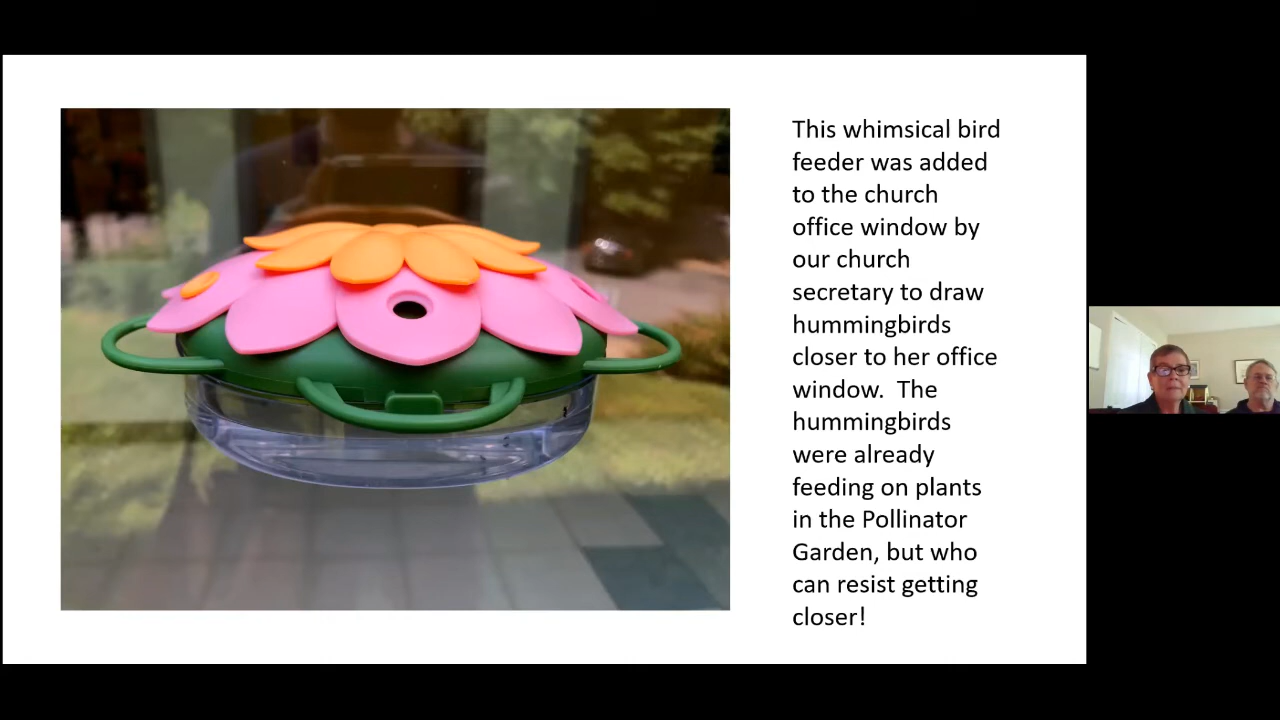 This whimsical bird
feeder was added
to the church
office window by
our church
secretary to draw
hummingbirds
closer to her office
window.  The
hummingbirds
were already
feeding on plants
in the Pollinator
Garden, but who
can resist getting
closer!